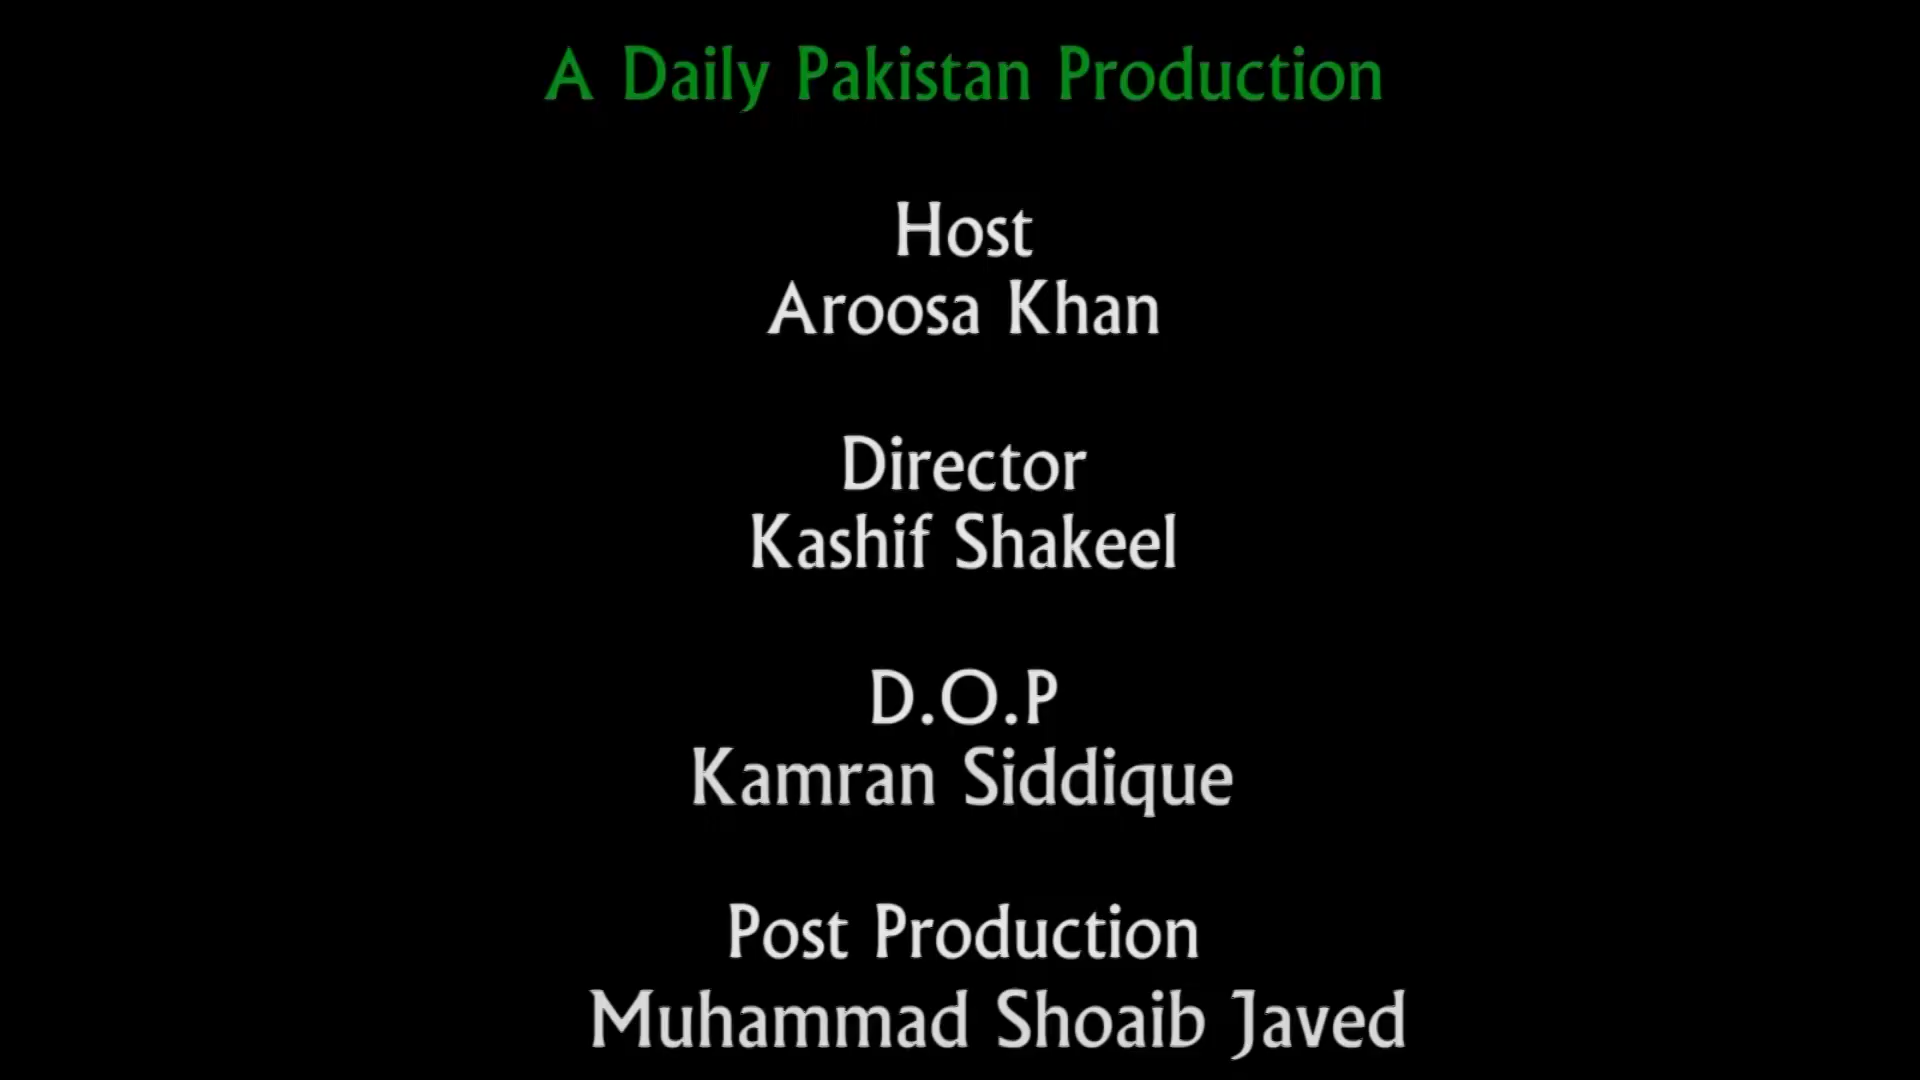 A Daily Pakistan Production
Host
Aroosa Khan
Director
Kashif Shakeel
D.O.P
Kamran Siddique
Post Production
Muhammad Shoaib Javed